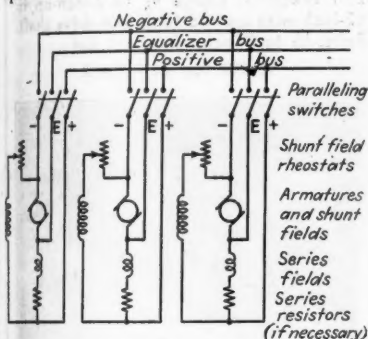 Negative bus
Equalizer bus
Positive bus
Paralleling
switches
- E + - E + - E +
Shunt field
rheostats
Armatures
and shunt
fields
Series
fields
Series
resistors
(if necessary)